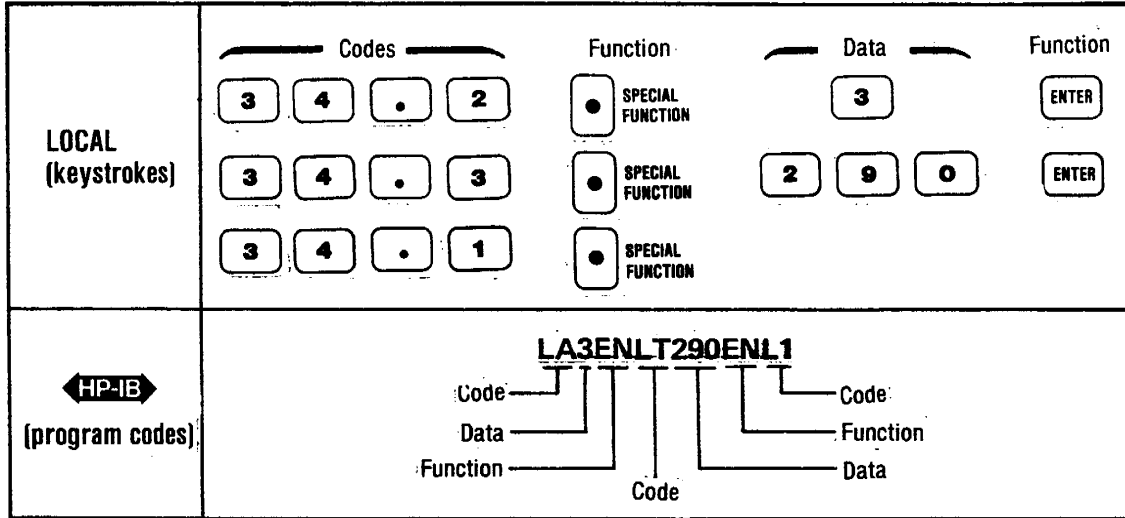 Codes Function Data Function
LOCAL
(keystrokes)
3 4 . 2 SPECIAL FUNCTION 3 ENTER
3 4 . 3 SPECIAL FUNCTION 2 9 0 ENTER
3 4 . 1 SPECIAL FUNCTION
HP-IB
(program codes)
LA3ENLT290ENL1
Code Code
Data Function
Function Data
Code